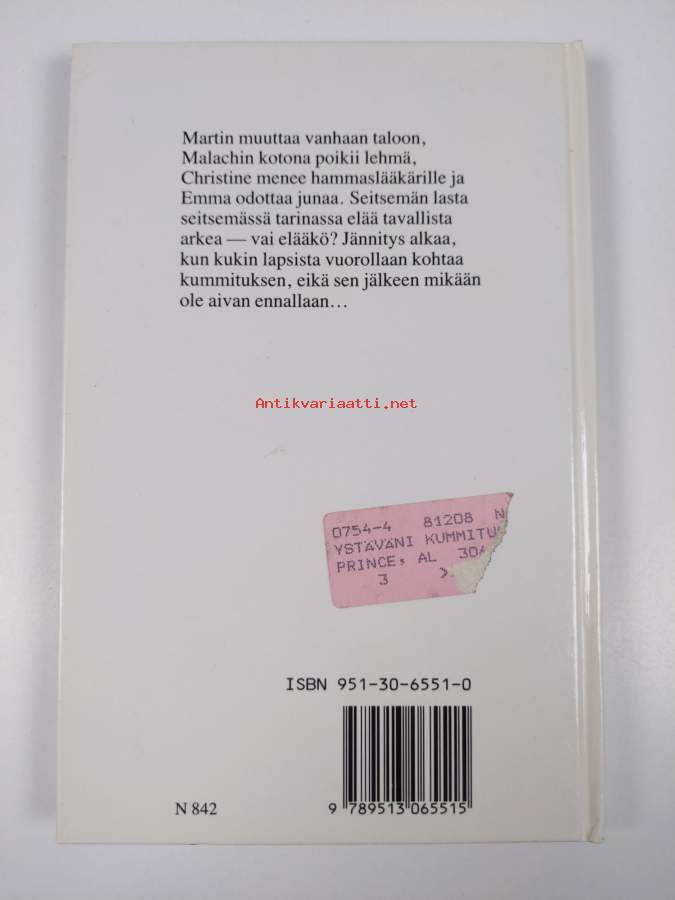 Martin muuttaa vanhaan taloon,
Malachin kotona poikii lehmä,
Christine menee hammaslääkärille ja
Emma odottaa junaa. Seitsemän lasta
seitsemässä tarinassa elää tavallista
arkea — vai elääkö? Jännitys alkaa,
kun kukin lapsista vuorollaan kohtaa
kummituksen, eikä sen jälkeen mikään
ole aivan ennallaan...
Antikvariaatti.net
0754-4 81208 N
YSTÄVÄNI KUMMITU
PRINCE, AL 30
3 >
ISBN 951-30-6551-0
9 789513 065515
N 842